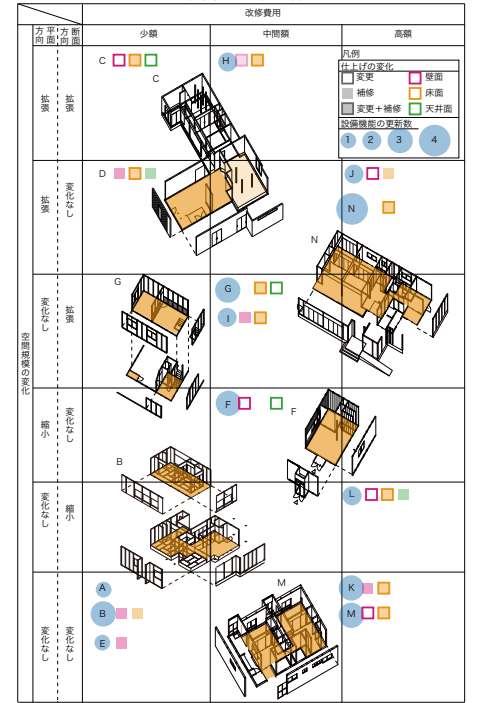 改修費用
平面方向
断面方向
少額
中間額
高額
空間規模の変化
拡張
拡張
C
H
C
凡例
仕上げの変化
変更
壁面
補修
床面
変更＋補修
天井面
設備機能の更新数
1
2
3
4
拡張
変化なし
D
J
N
N
変化なし
拡張
G
G
I
縮小
変化なし
F
F
変化なし
縮小
B
L
変化なし
変化なし
A
B
E
M
K
M